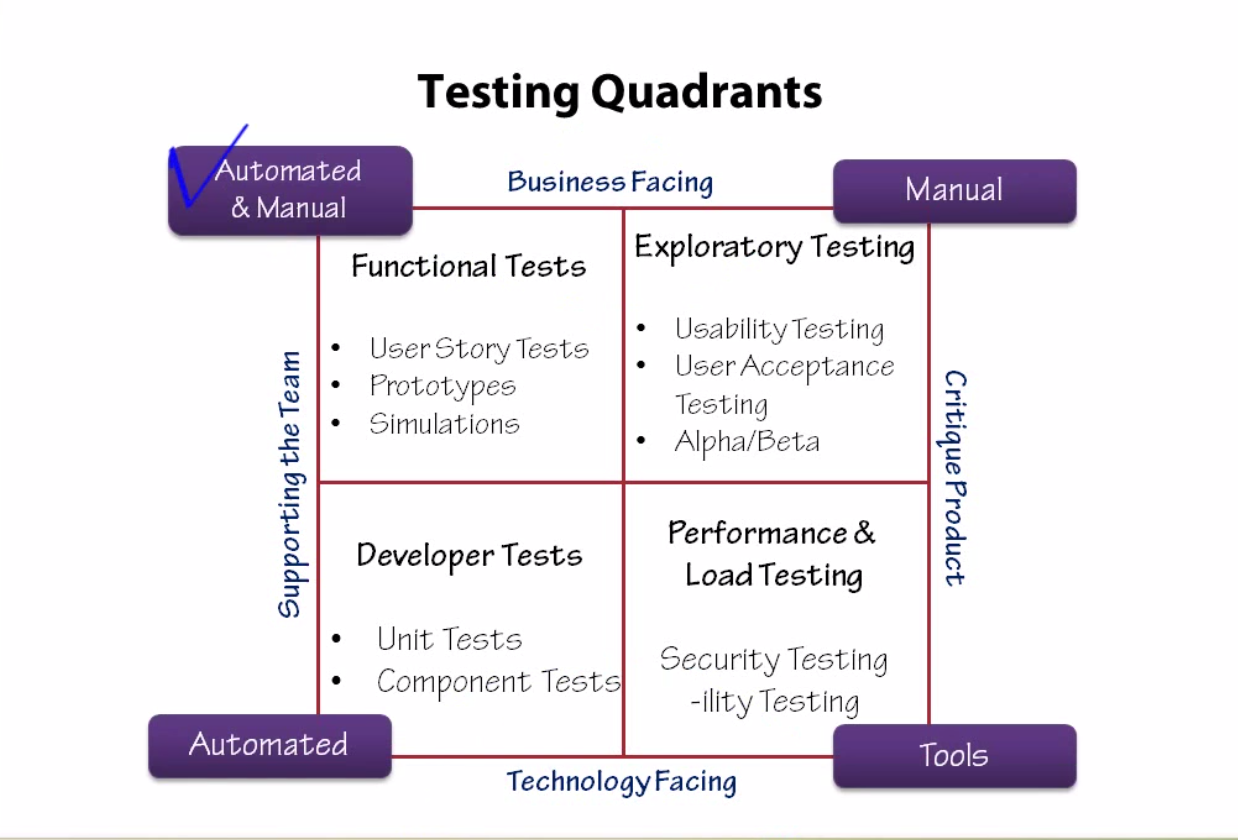 Testing Quadrants
Automated
& Manual
Business Facing
Manual
Functional Tests
• User Story Tests
• Prototypes
• Simulations
Exploratory Testing
• Usability Testing
• User Acceptance
Testing
• Alpha/Beta
Supporting the Team
Critique Product
Developer Tests
• Unit Tests
• Component Tests
Performance &
Load Testing
Security Testing
-ility Testing
Automated
Technology Facing
Tools